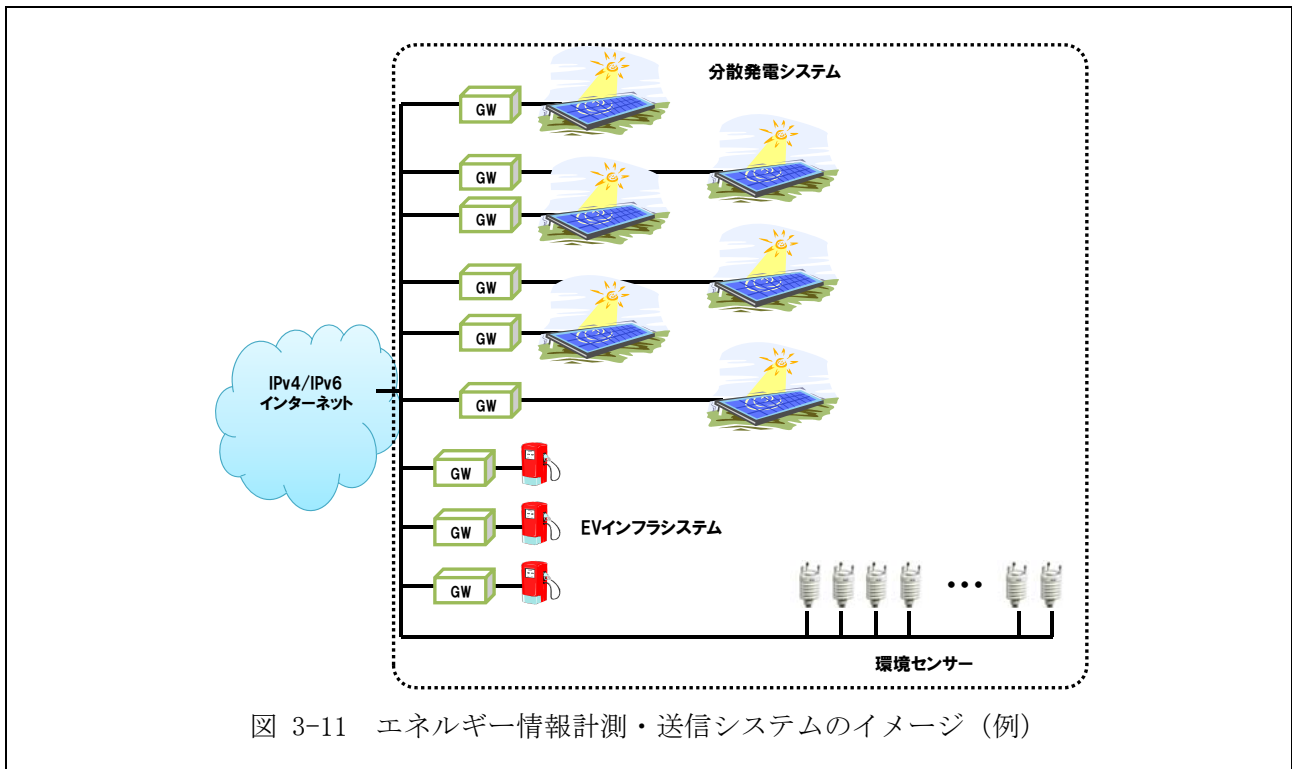 分散発電システム
GW
GW
GW
GW
GW
IPv4/IPv6
インターネット
GW
GW
GW
EVインフラシステム
GW
•••
環境センサー
図 3-11 エネルギー情報計測・送信システムのイメージ (例)